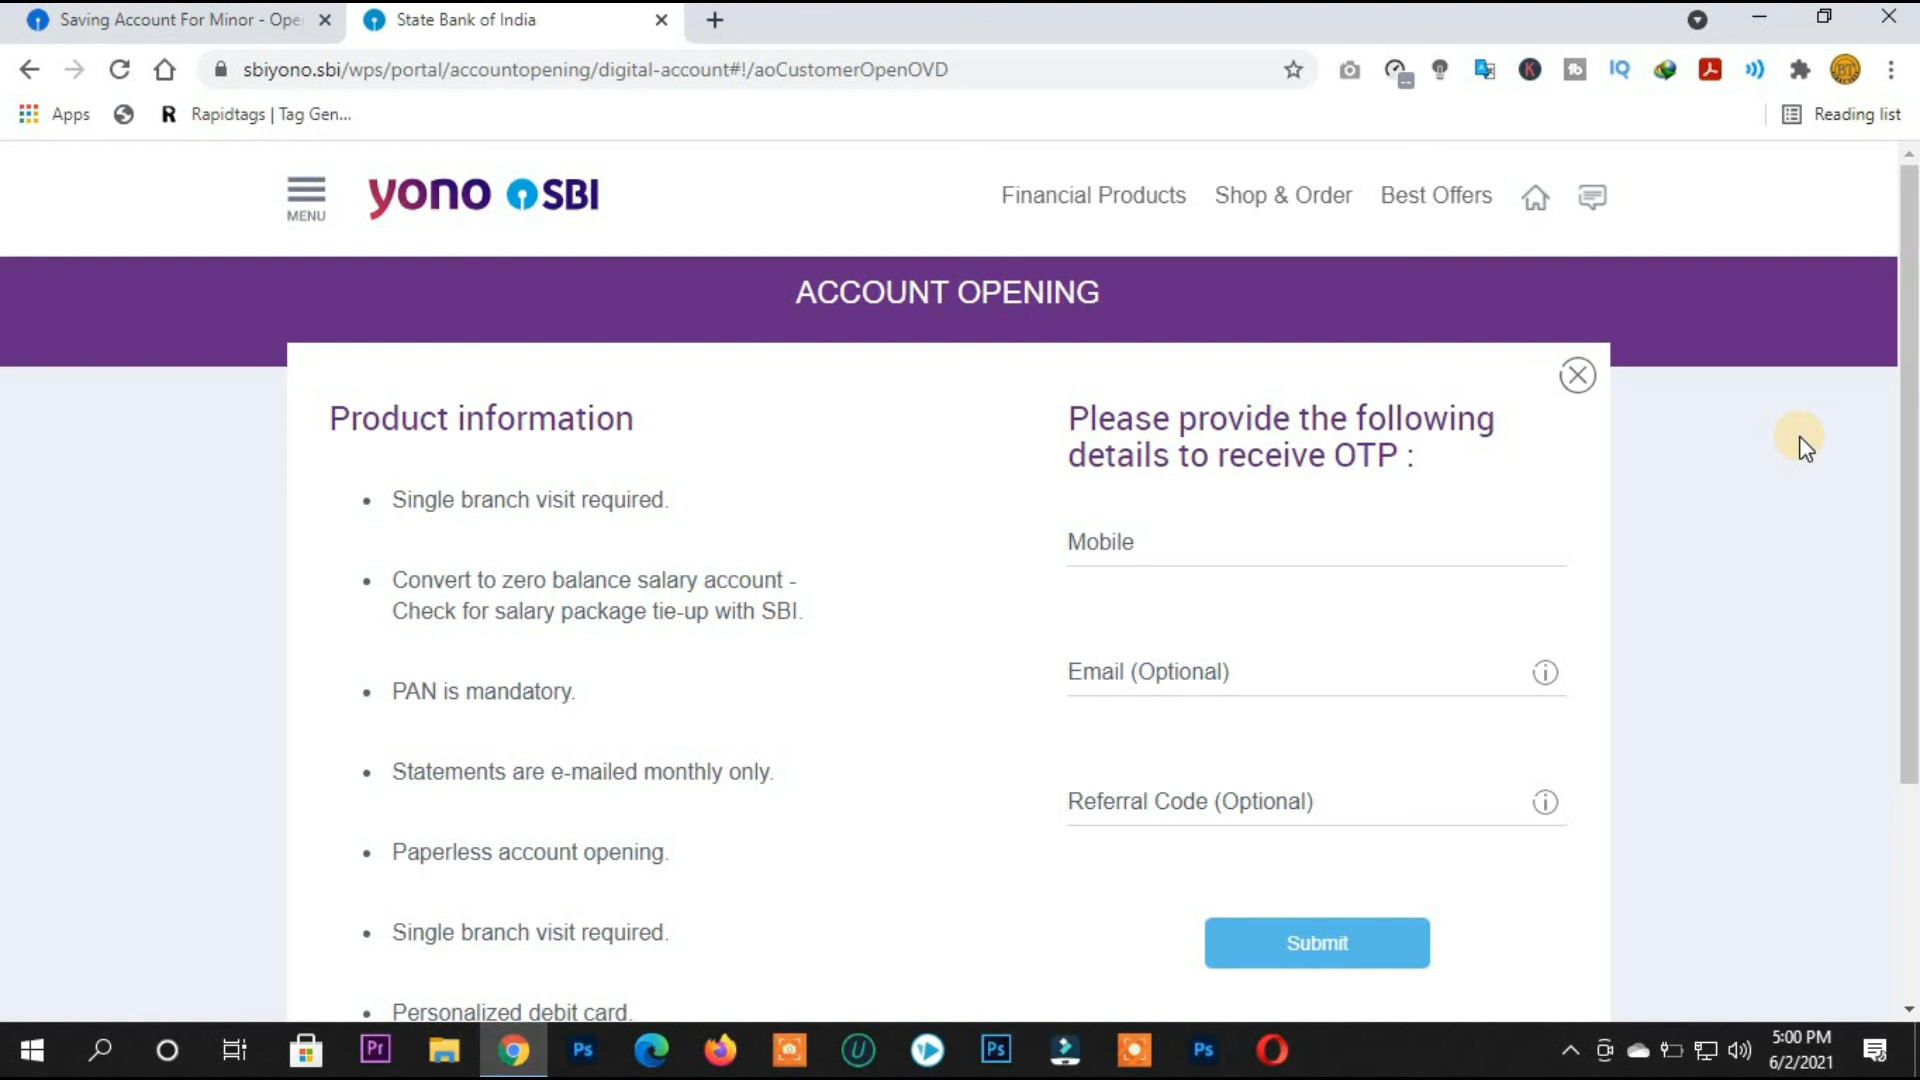 Saving Account For Minor - Ope
State Bank of India
sbiyono.sbi/wps/portal/accountopening/digital-account#!/aoCustomerOpenOVD
Apps
R Rapidtags | Tag Gen...
Reading list
MENU
yono SBI
Financial Products
Shop & Order
Best Offers
ACCOUNT OPENING
Product information
• Single branch visit required.
• Convert to zero balance salary account -
Check for salary package tie-up with SBI.
• PAN is mandatory.
• Statements are e-mailed monthly only.
• Paperless account opening.
• Single branch visit required.
• Personalized debit card.
Please provide the following
details to receive OTP :
Mobile
Email (Optional)
Referral Code (Optional)
Submit
Pr
Ps
Ps
Ps
5:00 PM
6/2/2021